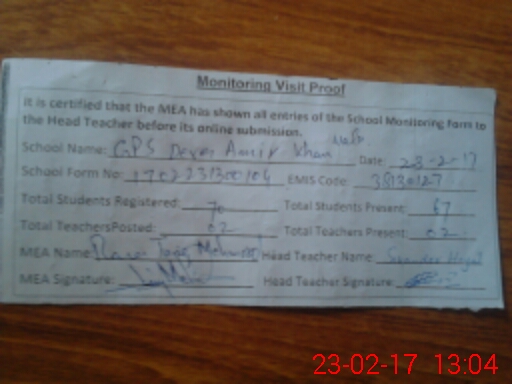 Monitoring Visit Proof
it is certified that the MEA has shown all entries of the School Monitoring Form to
the Head Teacher before its online submission.
School Name: GPS Amir Khan Date: 23-2-17
School Form No: EMIS Code:
Total Students Registered: 70 Total Students Present: 67
Total TeachersPosted: 02 Total Teachers Present: 02
MEA Name: Head Teacher Name:
MEA Signature: Head Teacher Signature:
23-02-17 13:04